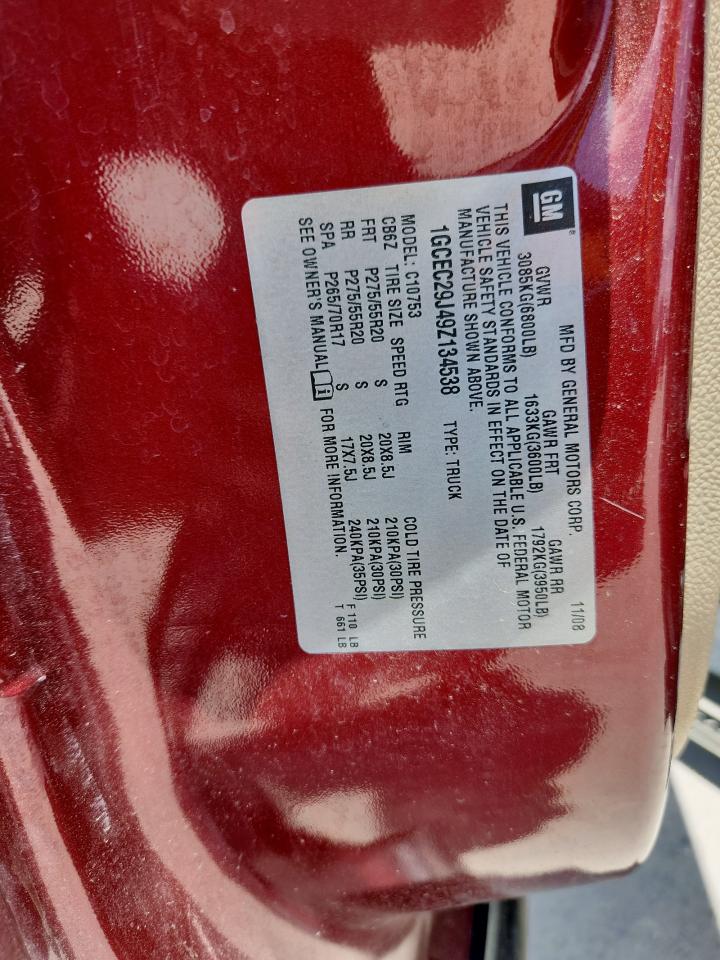 GM
MFD BY GENERAL MOTORS CORP. 11/08
GVWR GAWR FRT GAWR RR
3085KG(6800LB) 1633KG(3600LB) 1792KG(3950LB)
THIS VEHICLE CONFORMS TO ALL APPLICABLE U.S. FEDERAL MOTOR
VEHICLE SAFETY STANDARDS IN EFFECT ON THE DATE OF
MANUFACTURE SHOWN ABOVE.
1GCEC29J49Z134538 TYPE: TRUCK
MODEL: C10753
CB6Z TIRE SIZE SPEED RTG RIM COLD TIRE PRESSURE
FRT P275/55R20 S 20X8.5J 210KPA(30PSI)
RR P275/55R20 S 20X8.5J 210KPA(30PSI)
SPA P265/70R17 S 17X7.5J 240KPA(35PSI) F 110 LB
SEE OWNER'S MANUAL i FOR MORE INFORMATION. T 661 LB